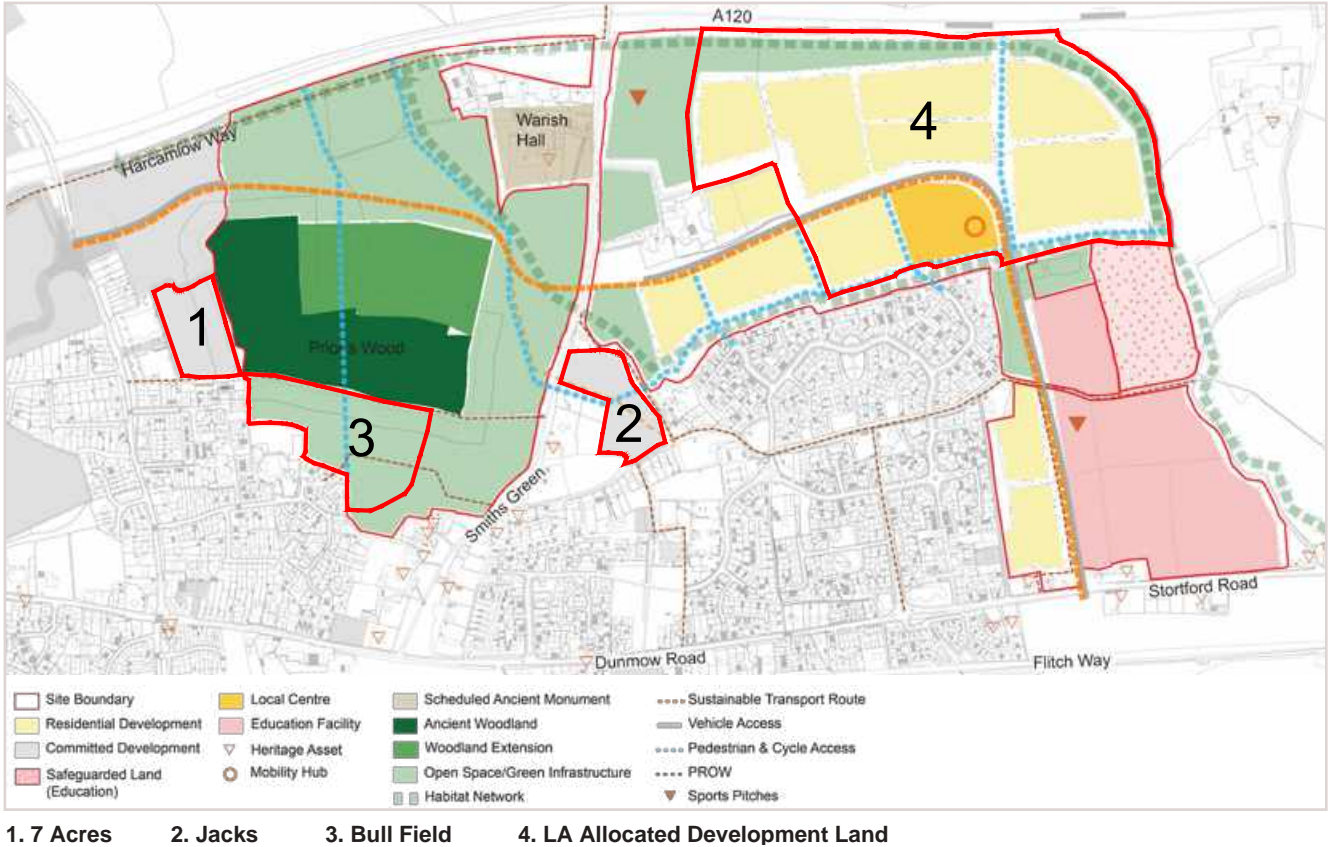 A120
Harcamlow Way
Warish
Hall
4
1
Priors Wood
3
2
Smiths Green
Stortford Road
Dunmow Road
Flitch Way
Site Boundary
Residential Development
Committed Development
Safeguarded Land
(Education)
Local Centre
Education Facility
Heritage Asset
Mobility Hub
Scheduled Ancient Monument
Ancient Woodland
Woodland Extension
Open Space/Green Infrastructure
Habitat Network
Sustainable Transport Route
Vehicle Access
Pedestrian & Cycle Access
PROW
Sports Pitches
1. 7 Acres 2. Jacks 3. Bull Field 4. LA Allocated Development Land